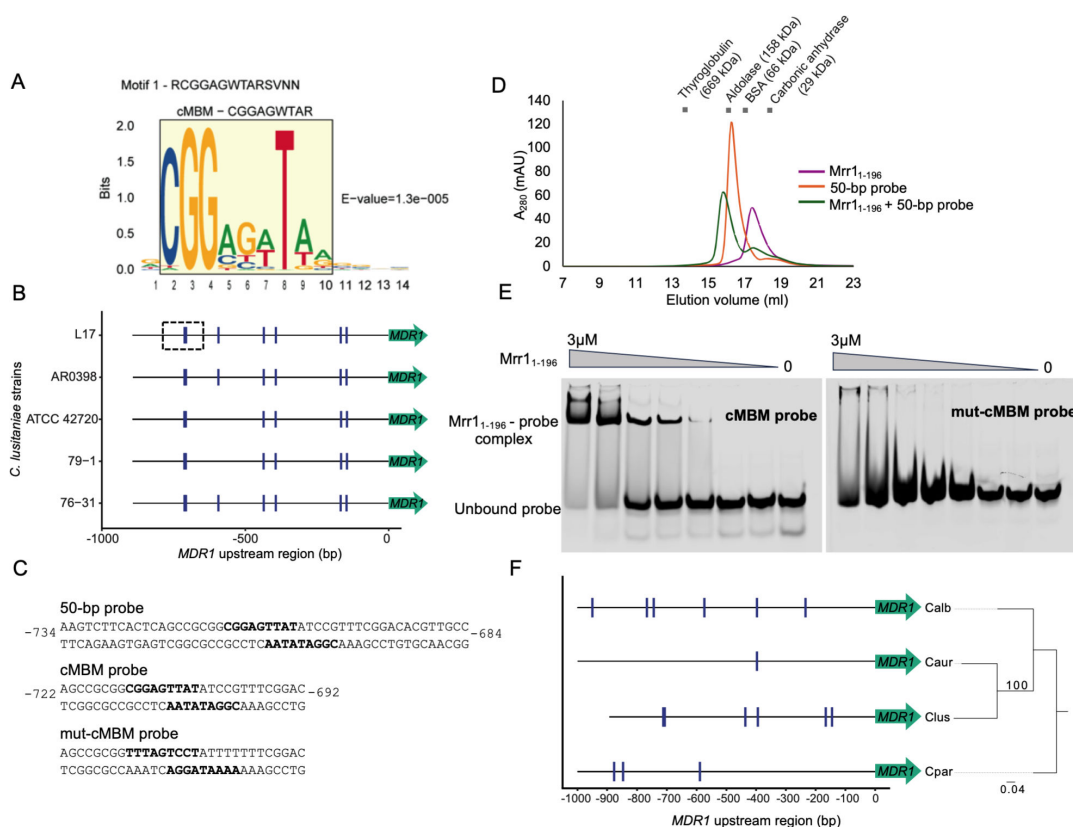 A
Motif 1 - RCGGAGWTARSVNN
cMBM – CGGAGWTAR
2.0
1.5
1.0
0.5
0.0
Bits
E-value=1.3e-005
1 2 3 4 5 6 7 8 9 10 11 12 13 14
B
L17
AR0398
ATCC 42720
79−1
76−31
C. lusitaniae strains
MDR1
MDR1
MDR1
MDR1
MDR1
-1000 -500 0
MDR1 upstream region (bp)
C
50-bp probe
-734 AAGTCTTCACTCAGCCGCGGCGGAGTTATATCCGTTTCGGACACGTTGCC -684
TTCAGAAGTGAGTCGGCGCCGCCTCAATATAGGCAAAGCCTGTGCAACGG
cMBM probe
-722 AGCCGCGGCGGAGTTATATCCGTTTCGGAC -692
TCGGCGCCGCCTCAATATAGGCAAAGCCTG
mut-cMBM probe
AGCCGCGGTTTAGTCCTATTTTTTTCGGAC
TCGGCGCCAAATCAGGATAAAAAAAGCCTG
D
Thyroglobulin (669 kDa)
Aldolase (158 kDa)
BSA (66 kDa)
Carbonic anhydrase (29 kDa)
140
120
100
80
60
40
20
0
A280 (mAU)
Mrr11-196
50-bp probe
Mrr11-196 + 50-bp probe
7 9 11 13 15 17 19 21 23
Elution volume (ml)
E
3µM
Mrr11-196
0
3µM
0
cMBM probe
mut-cMBM probe
Mrr11-196 - probe
complex
Unbound probe
F
MDR1 Calb
MDR1 Caur
MDR1 Clus
MDR1 Cpar
100
0.04
-1000 -900 -800 -700 -600 -500 -400 -300 -200 -100 0
MDR1 upstream region (bp)